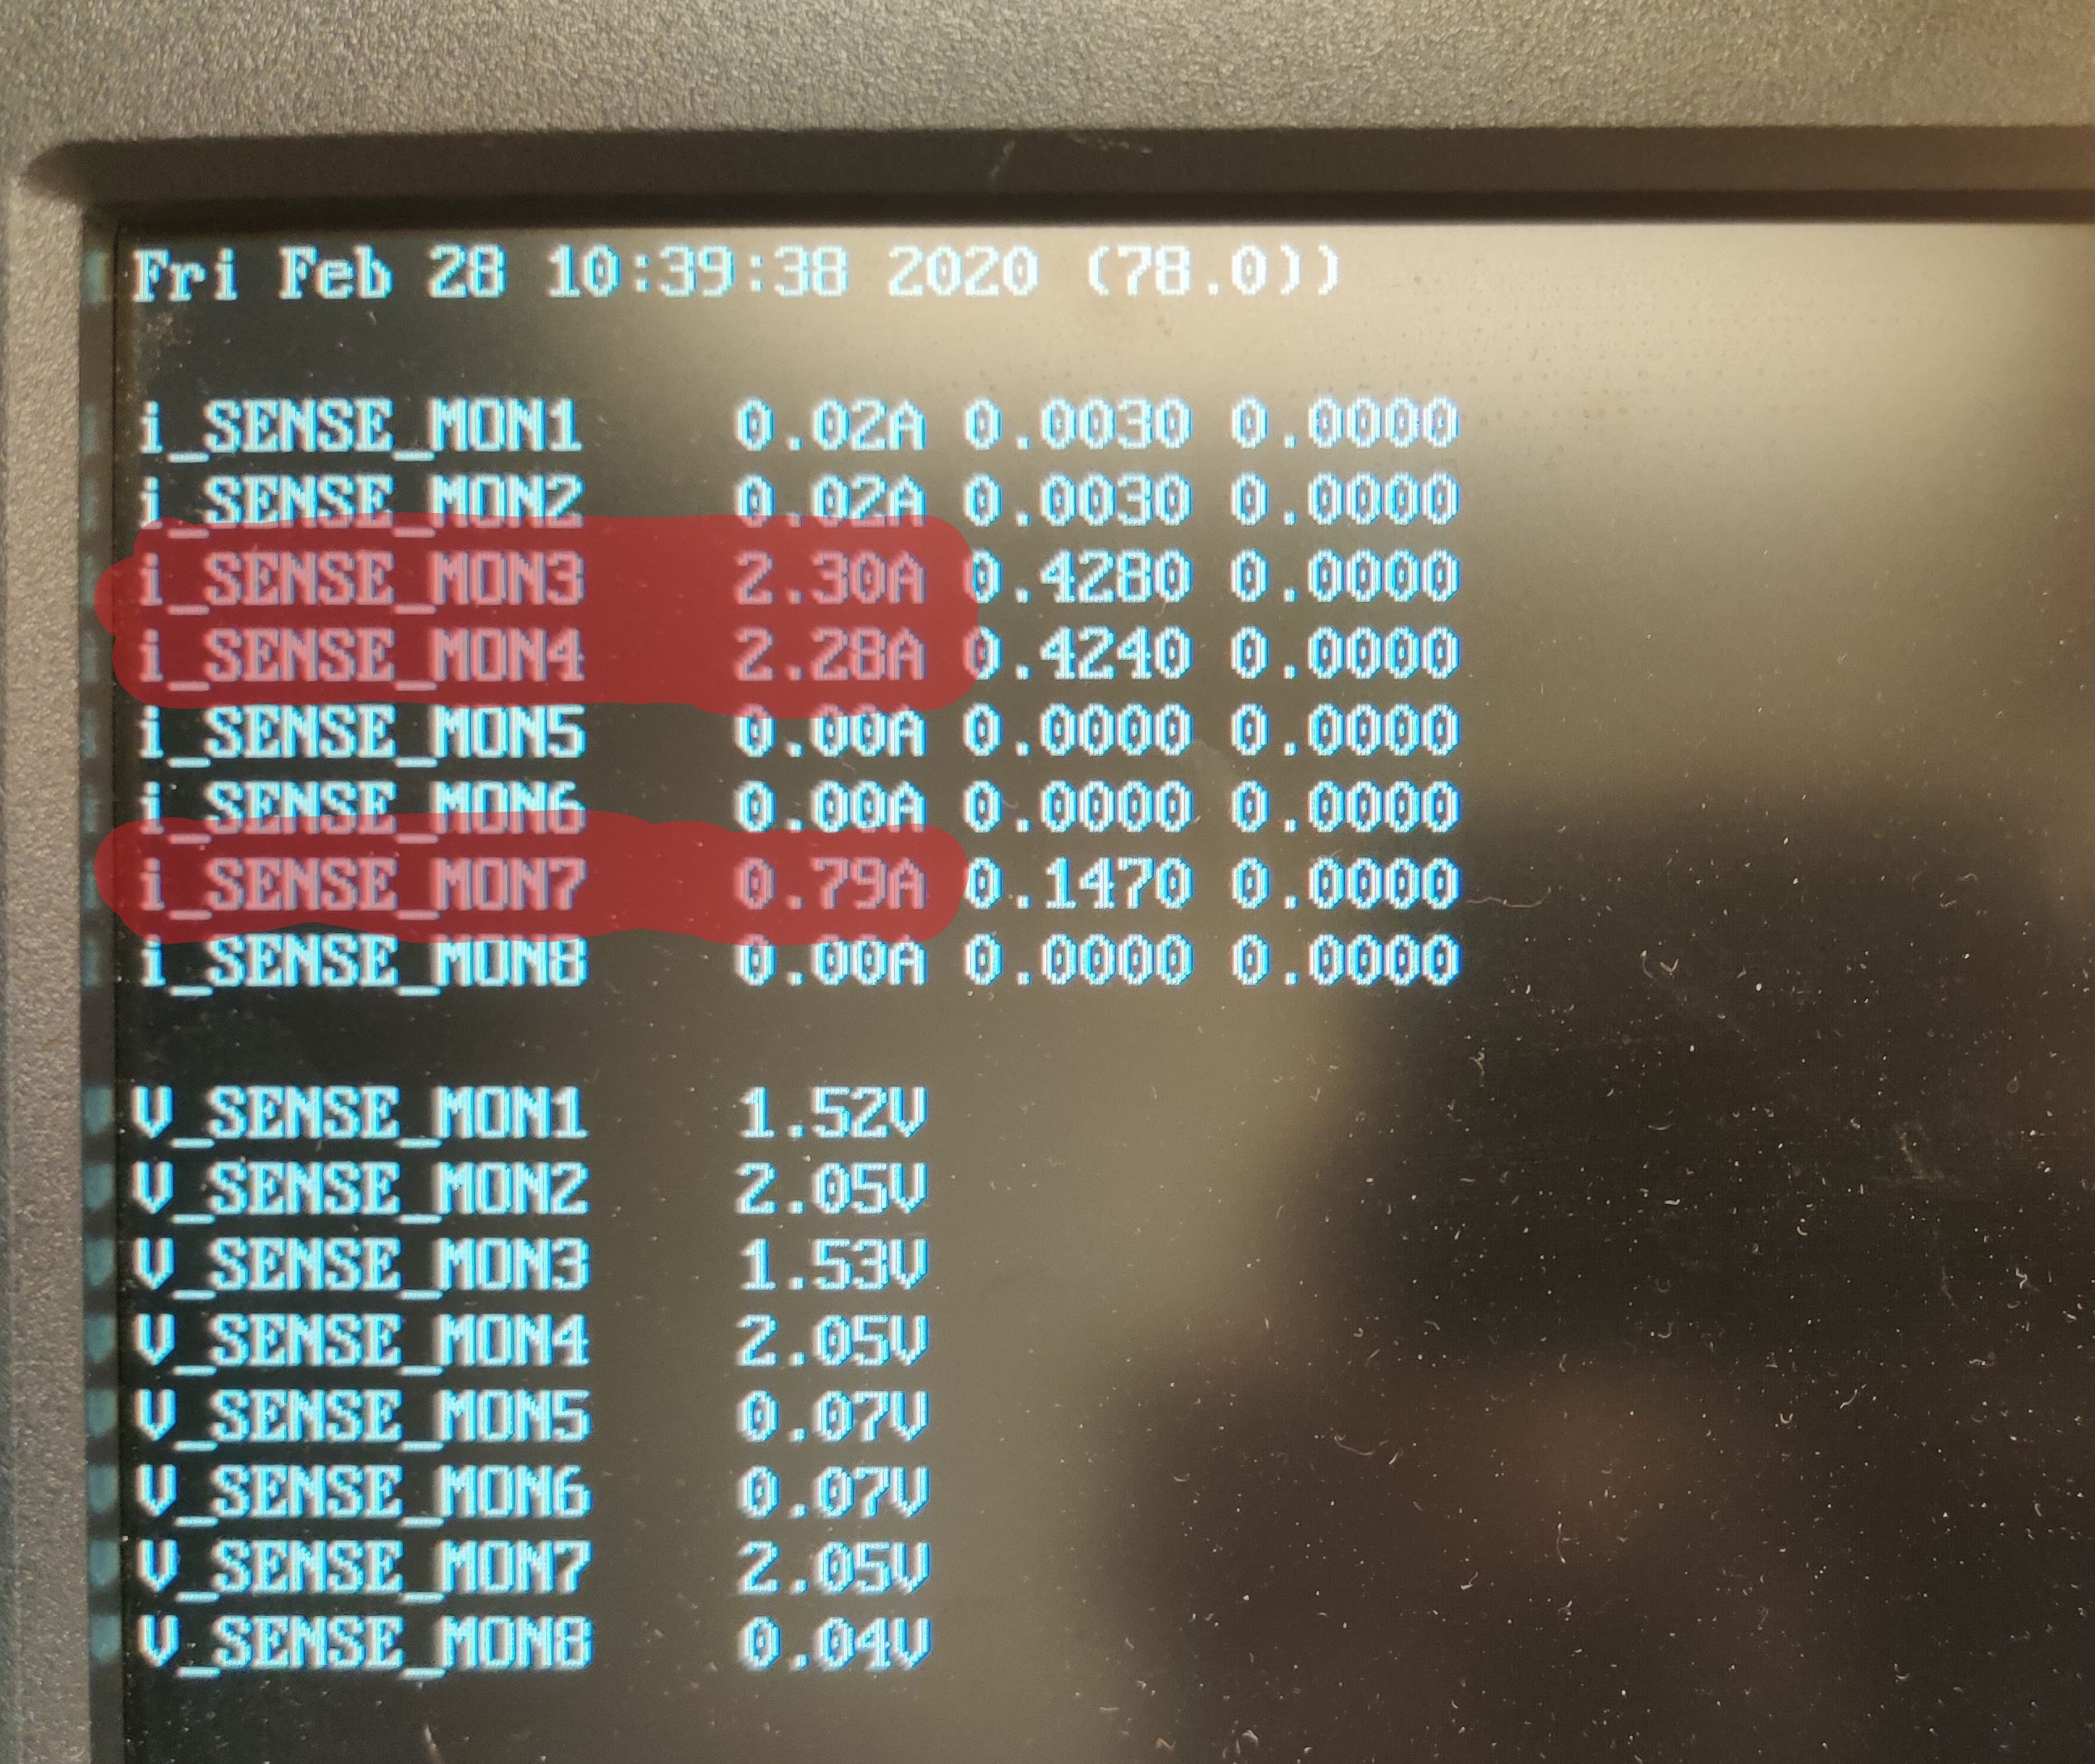 Fri Feb 28 10:39:38 2020 (78.0))
i_SENSE_MON1 0.02A 0.0030 0.0000
i_SENSE_MON2 0.02A 0.0030 0.0000
i_SENSE_MON3 2.30A 0.4280 0.0000
i_SENSE_MON4 2.28A 0.4240 0.0000
i_SENSE_MON5 0.00A 0.0000 0.0000
i_SENSE_MON6 0.00A 0.0000 0.0000
i_SENSE_MON7 0.79A 0.1470 0.0000
i_SENSE_MON8 0.00A 0.0000 0.0000
V_SENSE_MON1 1.52V
V_SENSE_MON2 2.05V
V_SENSE_MON3 1.53V
V_SENSE_MON4 2.05V
V_SENSE_MON5 0.07V
V_SENSE_MON6 0.07V
V_SENSE_MON7 2.05V
V_SENSE_MON8 0.04V